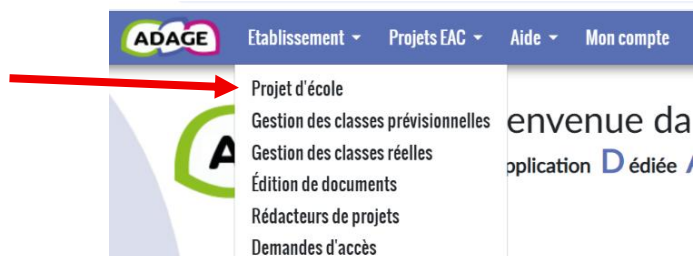 ADAGE Etablissement Projets EAC Aide Mon compte
Projet d'école
Gestion des classes prévisionnelles
envenue da
Gestion des classes réelles
pplication D édiée A
Édition de documents
Rédacteurs de projets
Demandes d'accès